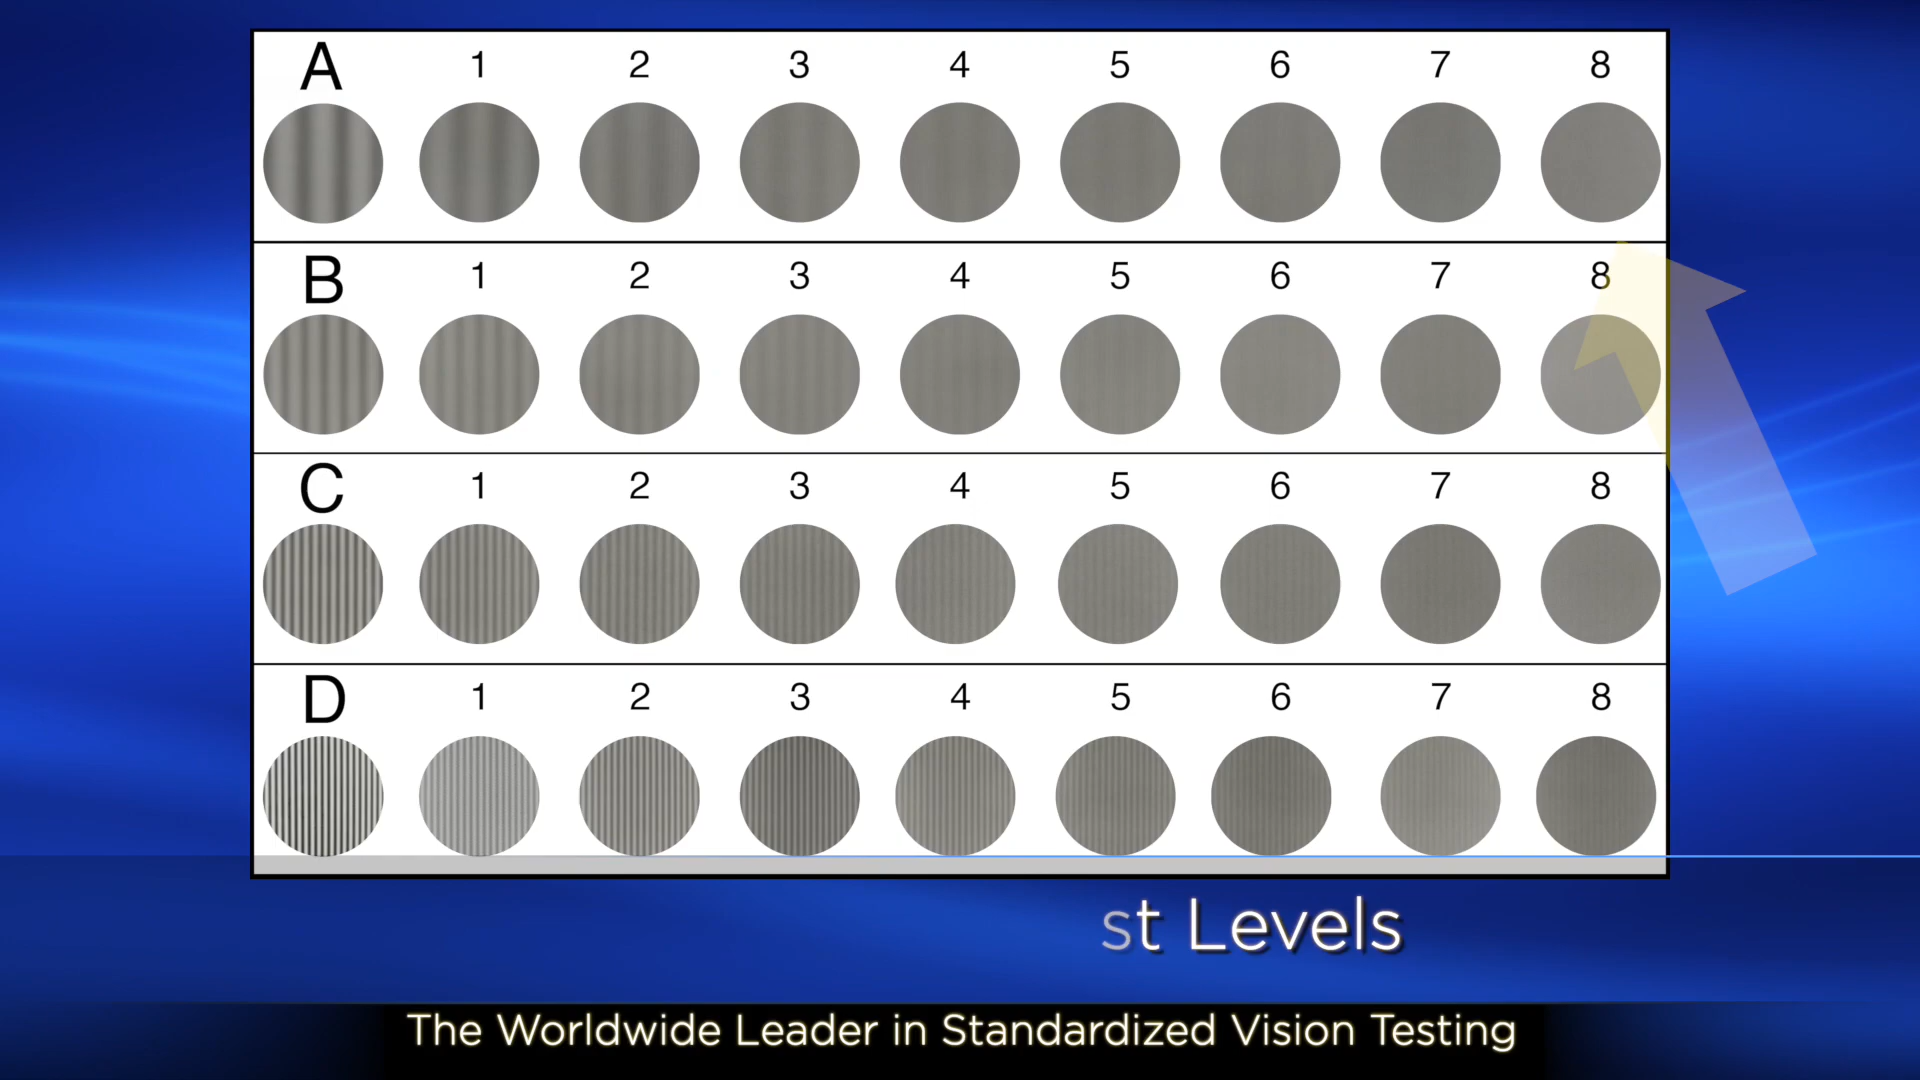 A 1 2 3 4 5 6 7 8
B 1 2 3 4 5 6 7 8
C 1 2 3 4 5 6 7 8
D 1 2 3 4 5 6 7 8
st Levels
The Worldwide Leader in Standardized Vision Testing